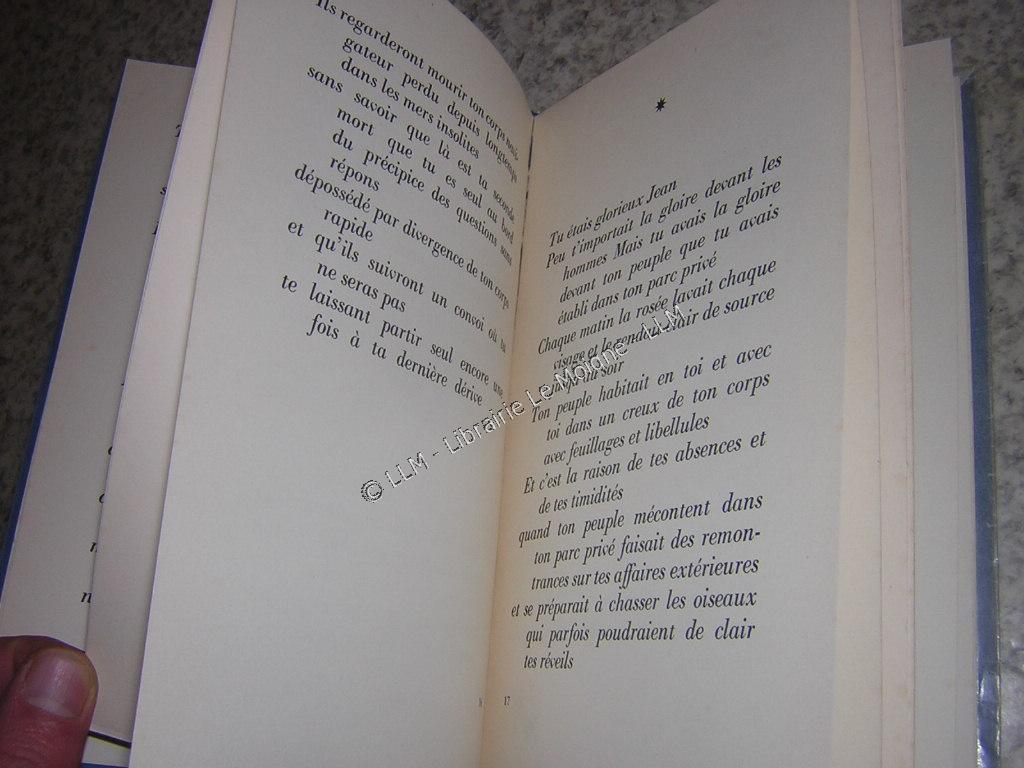 Ils regarderont mourir ton corps navi-
gateur perdu depuis longtemps
dans les mers insolites
sans savoir que là est ta seconde
mort que tu es seul au bord
du précipice des questions sans
répons
dépossédé par divergence de ton corps
rapide
et qu'ils suivront un convoi où tu
ne seras pas
te laissant partir seul encore une
fois à ta dernière dérive
Tu étais glorieux Jean
Peu t'importait la gloire devant les
hommes Mais tu avais la gloire
devant ton peuple que tu avais
établi dans ton parc privé
Chaque matin la rosée lavait chaque
visage et le rendait clair de source
soir
Ton peuple habitait en toi et avec
toi dans un creux de ton corps
avec feuillages et libellules
Et c'est la raison de tes absences et
de tes timidités
quand ton peuple mécontent dans
ton parc privé faisait des remon-
trances sur tes affaires extérieures
et se préparait à chasser les oiseaux
qui parfois poudraient de clair
tes réveils
17
© LLM - Librairie Le Moigne - LLM